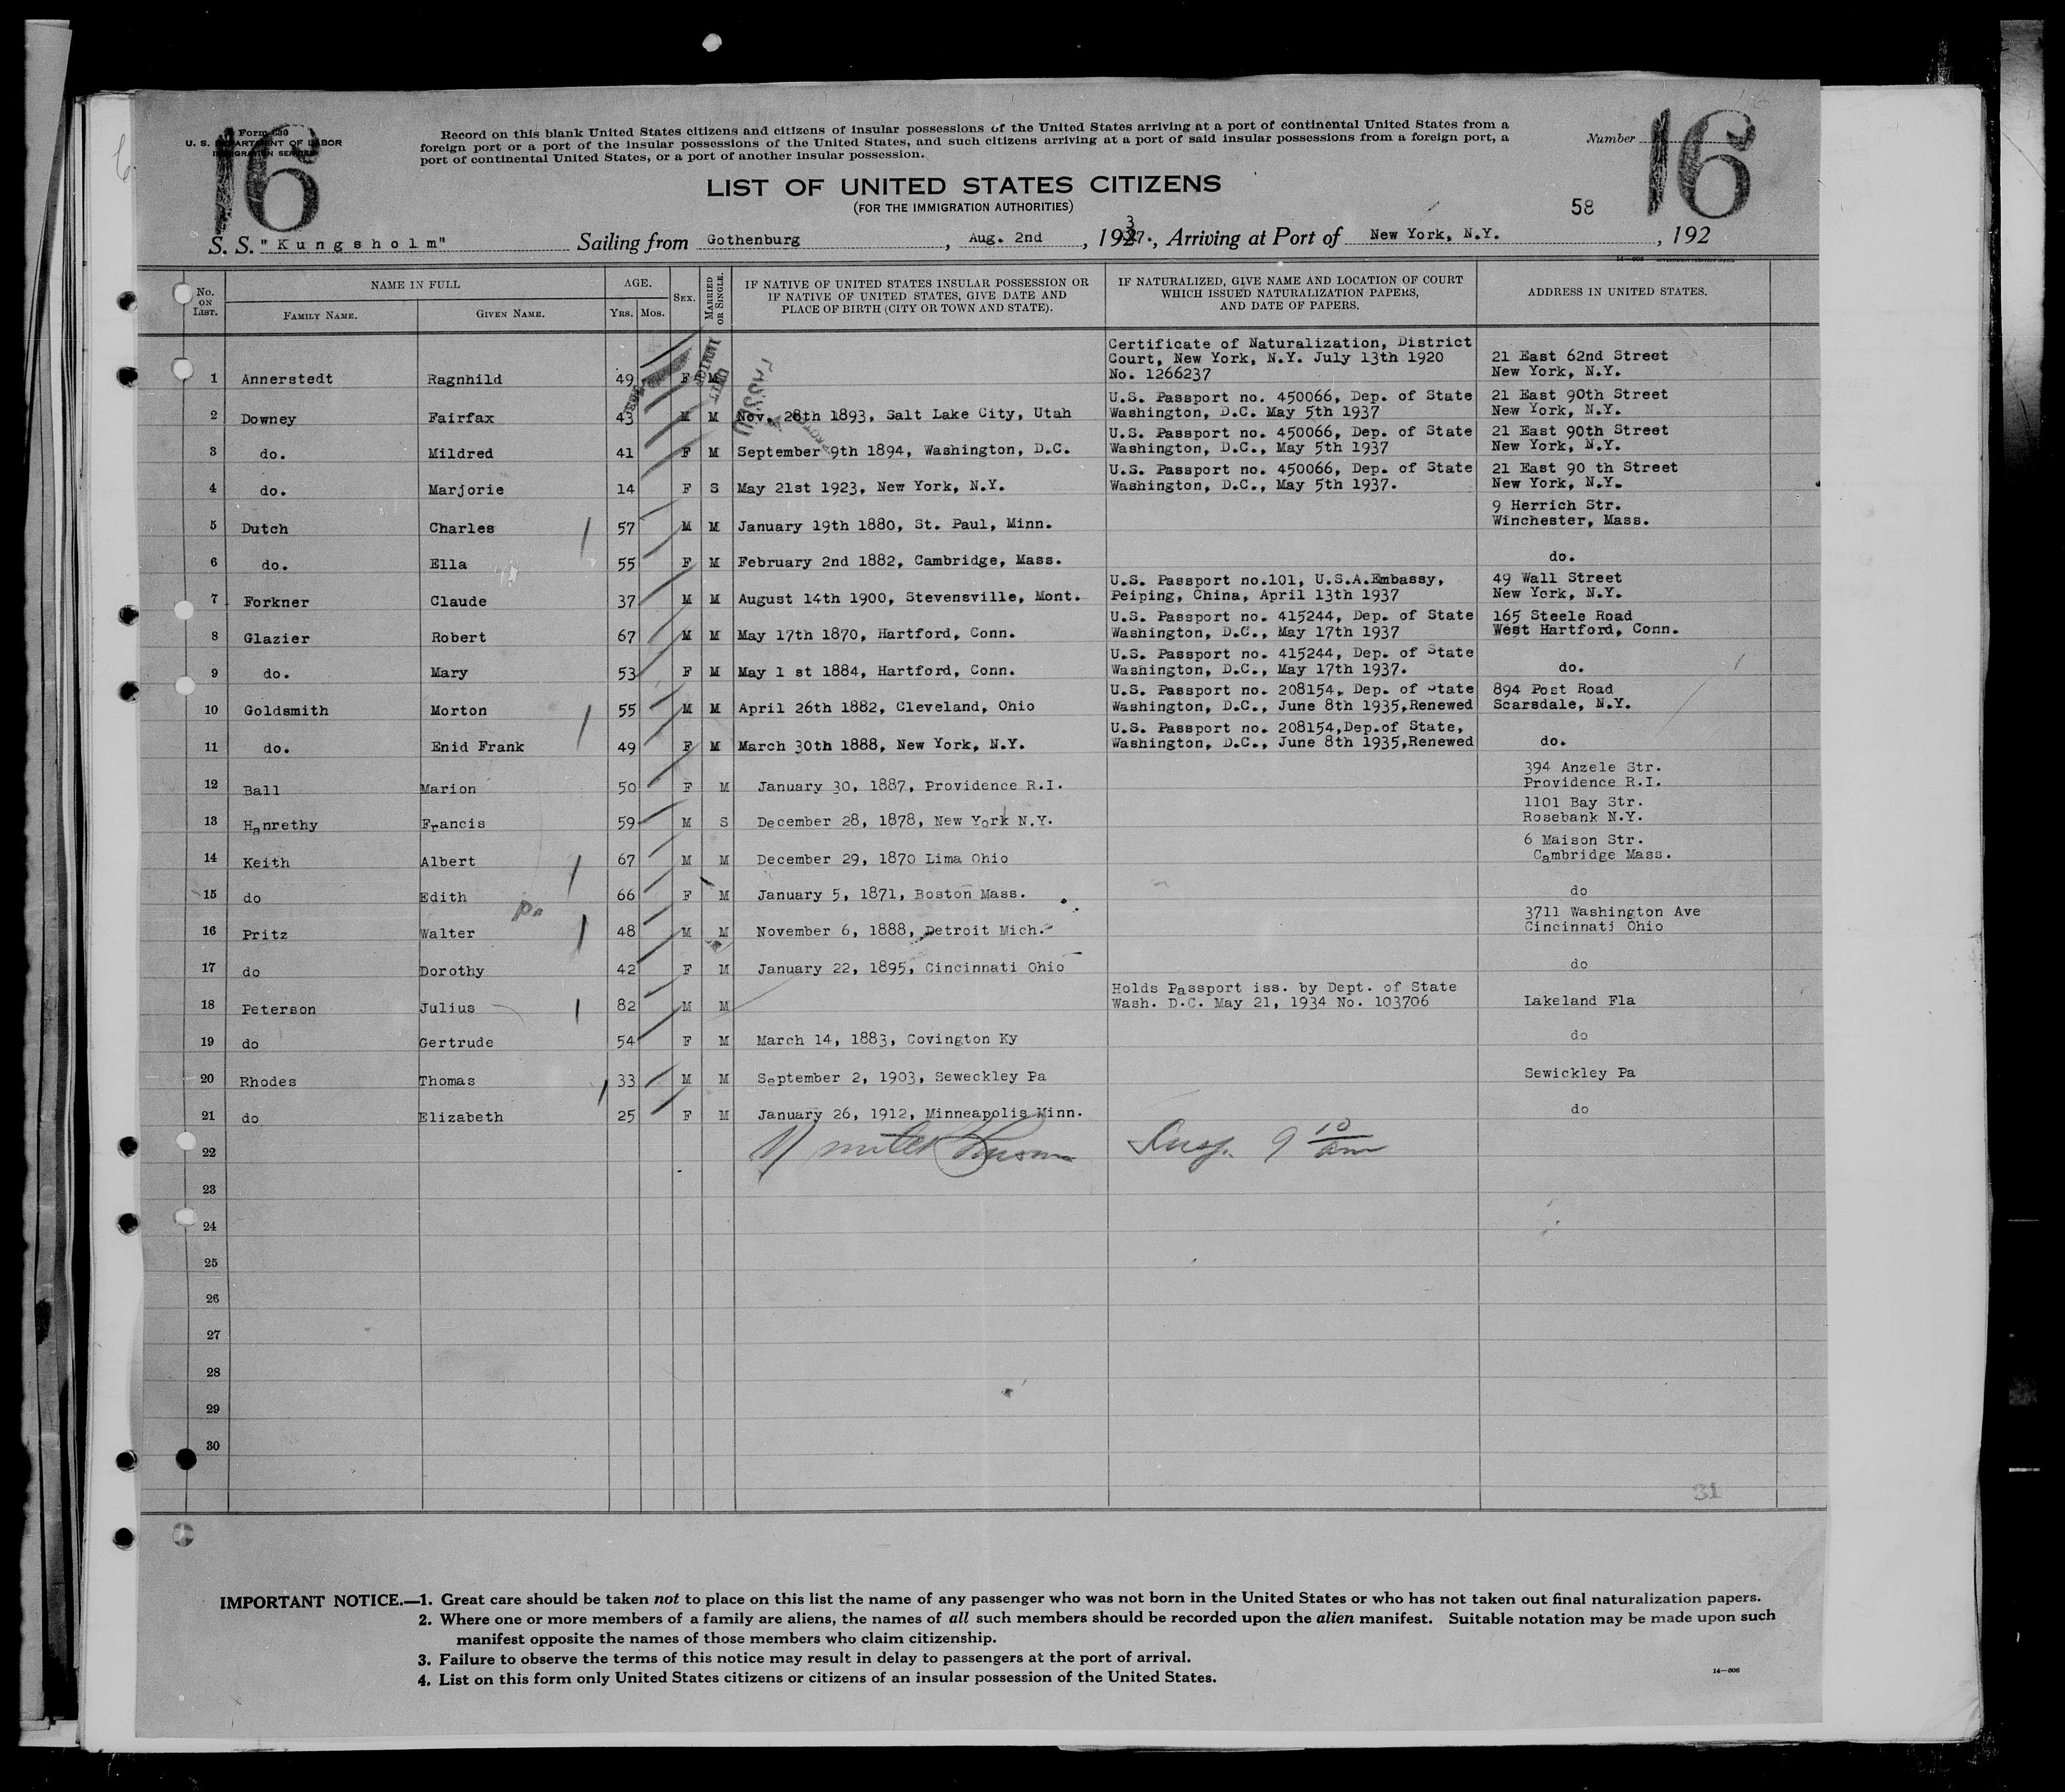 16
Form 630
U. S. DEPARTMENT OF LABOR
IMMIGRATION SERVICE
Record on this blank United States citizens and citizens of insular possessions of the United States arriving at a port of continental United States from a
foreign port or a port of the insular possessions of the United States, and such citizens arriving at a port of said insular possessions from a foreign port, a
port of continental United States, or a port of another insular possession.
Number 16
LIST OF UNITED STATES CITIZENS
(FOR THE IMMIGRATION AUTHORITIES)
58
S. S. "Kungsholm" Sailing from Gothenburg, Aug. 2nd, 1937., Arriving at Port of New York, N.Y., 192
No. ON LIST. NAME IN FULL AGE. SEX. MARRIED OR SINGLE. IF NATIVE OF UNITED STATES INSULAR POSSESSION OR IF NATIVE OF UNITED STATES, GIVE DATE AND PLACE OF BIRTH (CITY OR TOWN AND STATE). IF NATURALIZED, GIVE NAME AND LOCATION OF COURT WHICH ISSUED NATURALIZATION PAPERS, AND DATE OF PAPERS. ADDRESS IN UNITED STATES.
FAMILY NAME. GIVEN NAME. YRS. MOS.
1 Annerstedt Ragnhild 49 F M Certificate of Naturalization, District Court, New York, N.Y. July 13th 1920 No. 1266237 21 East 62nd Street New York, N.Y.
2 Downey Fairfax 43 M M Nov. 28th 1893, Salt Lake City, Utah U.S. Passport no. 450066, Dep. of State Washington, D.C. May 5th 1937 21 East 90th Street New York, N.Y.
3 do. Mildred 41 F M September 9th 1894, Washington, D.C. U.S. Passport no. 450066, Dep. of State Washington, D.C., May 5th 1937 21 East 90th Street New York, N.Y.
4 do. Marjorie 14 F S May 21st 1923, New York, N.Y. U.S. Passport no. 450066, Dep. of State Washington, D.C., May 5th 1937. 21 East 90 th Street New York, N.Y.
5 Dutch Charles 57 M M January 19th 1880, St. Paul, Minn. 9 Herrich Str. Winchester, Mass.
6 do. Ella 55 F M February 2nd 1882, Cambridge, Mass. do.
7 Forkner Claude 37 M M August 14th 1900, Stevensville, Mont. U.S. Passport no.101, U.S.A.Embassy, Peiping, China, April 13th 1937 49 Wall Street New York, N.Y.
8 Glazier Robert 67 M M May 17th 1870, Hartford, Conn. U.S. Passport no. 415244, Dep. of State Washington, D.C., May 17th 1937 165 Steele Road West Hartford, Conn.
9 do. Mary 53 F M May 1 st 1884, Hartford, Conn. U.S. Passport no. 415244, Dep. of State Washington, D.C., May 17th 1937. do.
10 Goldsmith Morton 55 M M April 26th 1882, Cleveland, Ohio U.S. Passport no. 208154, Dep. of State Washington, D.C., June 8th 1935,Renewed 894 Post Road Scarsdale, N.Y.
11 do. Enid Frank 49 F M March 30th 1888, New York, N.Y. U.S. Passport no. 208154,Dep.of State, Washington, D.C., June 8th 1935,Renewed do.
12 Ball Marion 50 F M January 30, 1887, Providence R.I. 394 Anzele Str. Providence R.I.
13 Hanrethy Francis 59 M S December 28, 1878, New York N.Y. 1101 Bay Str. Rosebank N.Y.
14 Keith Albert 67 M M December 29, 1870 Lima Ohio 6 Maison Str. Cambridge Mass.
15 do Edith 66 F M January 5, 1871, Boston Mass. do
16 Pritz Walter 48 M M November 6, 1888, Detroit Mich. 3711 Washington Ave Cincinnati Ohio
17 do Dorothy 42 F M January 22, 1895, Cincinnati Ohio do
18 Peterson Julius 82 M M Holds Passport iss. by Dept. of State Wash. D.C. May 21, 1934 No. 103706 Lakeland Fla
19 do Gertrude 54 F M March 14, 1883, Covington Ky do
20 Rhodes Thomas 33 M M September 2, 1903, Seweckley Pa Sewickley Pa
21 do Elizabeth 25 F M January 26, 1912, Minneapolis Minn. do
22 Insp. 9 10 am
23
24
25
26
27
28
29
30
31
IMPORTANT NOTICE.—1. Great care should be taken not to place on this list the name of any passenger who was not born in the United States or who has not taken out final naturalization papers.
2. Where one or more members of a family are aliens, the names of all such members should be recorded upon the alien manifest. Suitable notation may be made upon such
manifest opposite the names of those members who claim citizenship.
3. Failure to observe the terms of this notice may result in delay to passengers at the port of arrival.
4. List on this form only United States citizens or citizens of an insular possession of the United States.
14—606